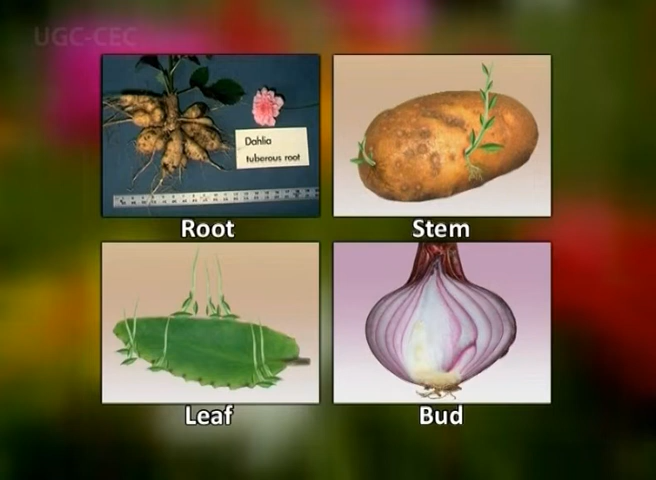 UGC-CEC
Dahlia
tuberous root
Root
Stem
Leaf
Bud